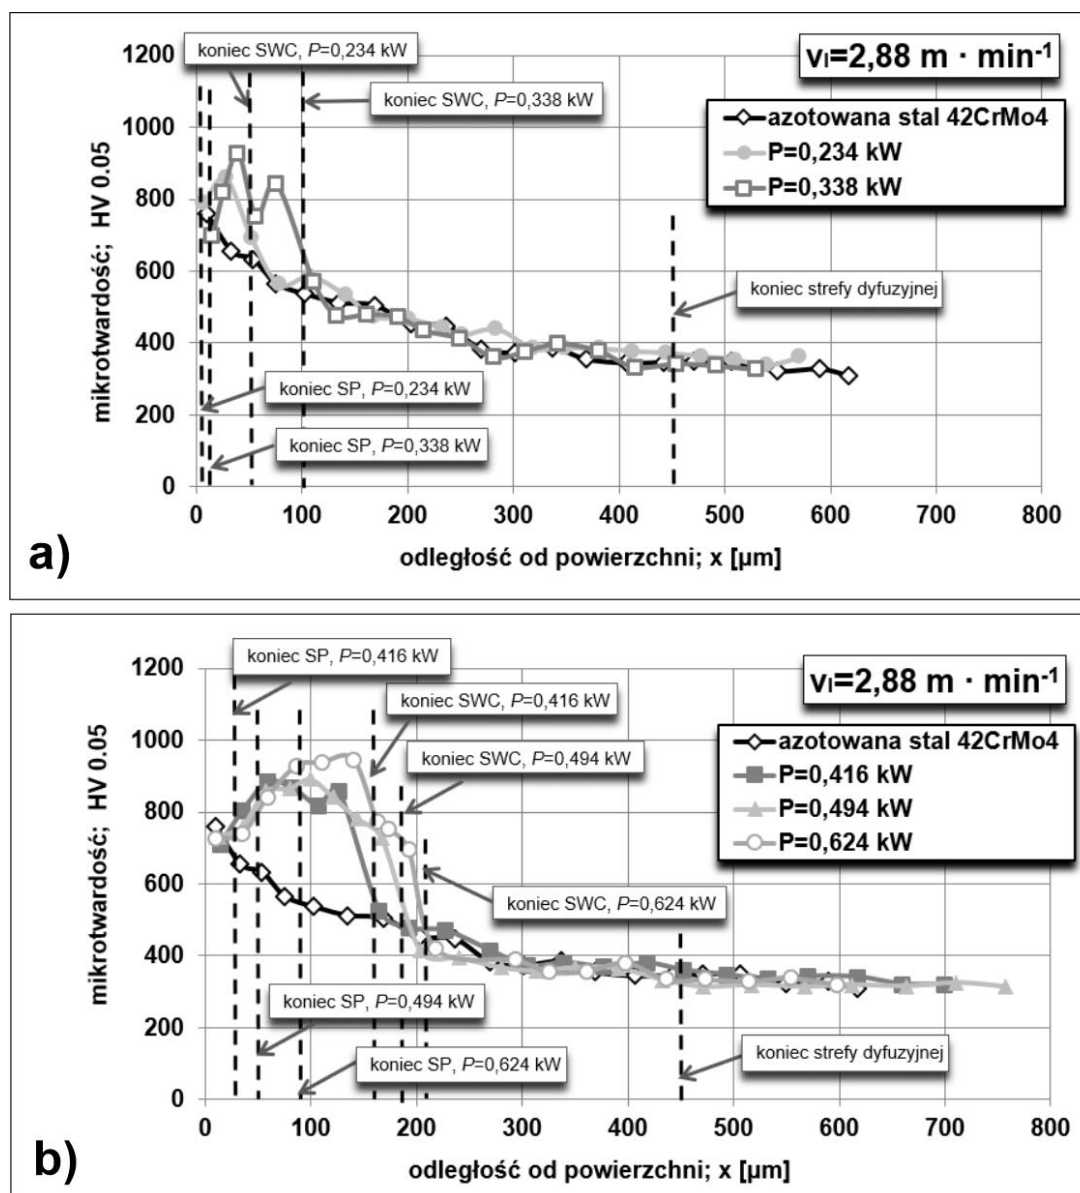 1200
1000
800
600
400
200
0
mikrotwardość; HV 0.05
koniec SWC, P=0,234 kW
koniec SWC, P=0,338 kW
vl=2,88 m · min-1
azotowana stal 42CrMo4
P=0,234 kW
P=0,338 kW
koniec strefy dyfuzyjnej
koniec SP, P=0,234 kW
koniec SP, P=0,338 kW
0 100 200 300 400 500 600 700 800
odległość od powierzchni; x [µm]
a)
1200
1000
800
600
400
200
0
mikrotwardość; HV 0.05
koniec SP, P=0,416 kW
koniec SWC, P=0,416 kW
koniec SWC, P=0,494 kW
vl=2,88 m · min-1
azotowana stal 42CrMo4
P=0,416 kW
P=0,494 kW
P=0,624 kW
koniec SWC, P=0,624 kW
koniec SP, P=0,494 kW
koniec SP, P=0,624 kW
koniec strefy dyfuzyjnej
0 100 200 300 400 500 600 700 800
odległość od powierzchni; x [µm]
b)